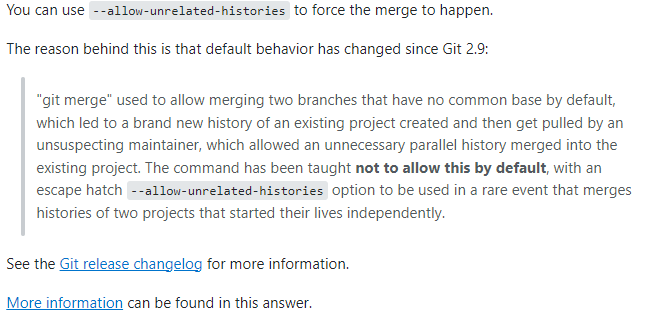 You can use --allow-unrelated-histories to force the merge to happen.
The reason behind this is that default behavior has changed since Git 2.9:
"git merge" used to allow merging two branches that have no common base by default,
which led to a brand new history of an existing project created and then get pulled by an
unsuspecting maintainer, which allowed an unnecessary parallel history merged into the
existing project. The command has been taught not to allow this by default, with an
escape hatch --allow-unrelated-histories option to be used in a rare event that merges
histories of two projects that started their lives independently.
See the Git release changelog for more information.
More information can be found in this answer.